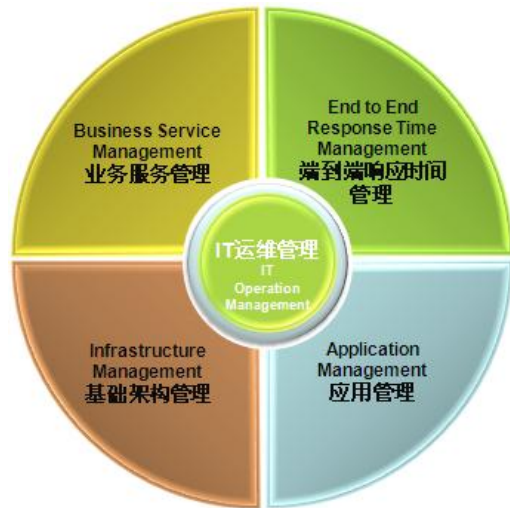 Business Service
Management
业务服务管理
End to End
Response Time
Management
端到端响应时间
管理
IT运维管理
IT
Operation
Management
Infrastructure
Management
基础架构管理
Application
Management
应用管理